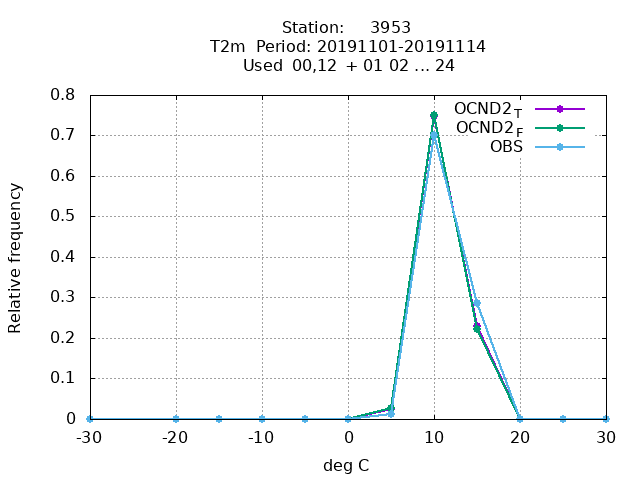 Station: 3953
T2m Period: 20191101-20191114
Used 00,12 + 01 02 ... 24
0.8
0.7
0.6
0.5
0.4
0.3
0.2
0.1
0
Relative frequency
OCND2T
OCND2F
OBS
-30 -20 -10 0 10 20 30
deg C